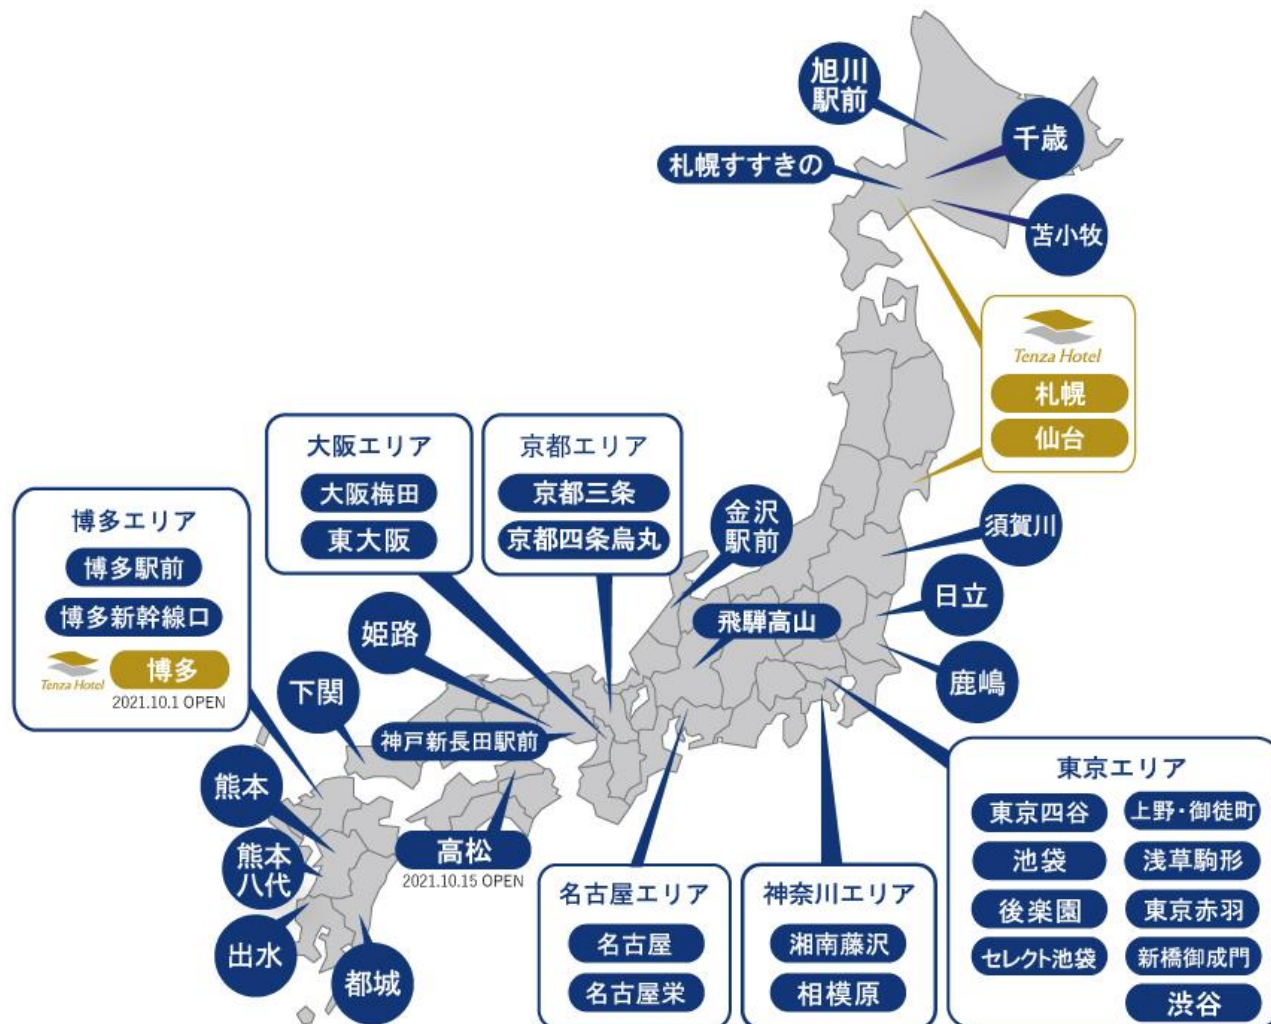 旭川
駅前
千歳
札幌すすきの
苫小牧
Tenza Hotel
札幌
仙台
大阪エリア
大阪梅田
東大阪
京都エリア
京都三条
京都四条烏丸
金沢
駅前
須賀川
博多エリア
博多駅前
博多新幹線口
Tenza Hotel
博多
2021.10.1 OPEN
日立
飛騨高山
姫路
鹿嶋
下関
神戸新長田駅前
熊本
高松
2021.10.15 OPEN
熊本
八代
出水
都城
名古屋エリア
名古屋
名古屋栄
神奈川エリア
湘南藤沢
相模原
東京エリア
東京四谷
上野・御徒町
池袋
浅草駒形
後楽園
東京赤羽
セレクト池袋
新橋御成門
渋谷